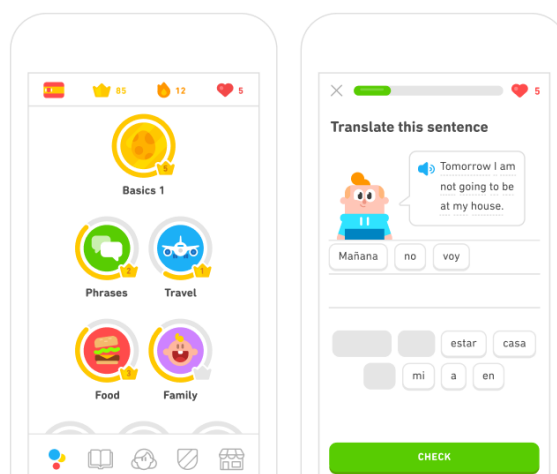 85 12 5
5
Basics 1
2 1
Phrases Travel
3
Food Family
5
Translate this sentence
Tomorrow I am
not going to be
at my house.
Mañana no voy
estar casa
mi a en
CHECK